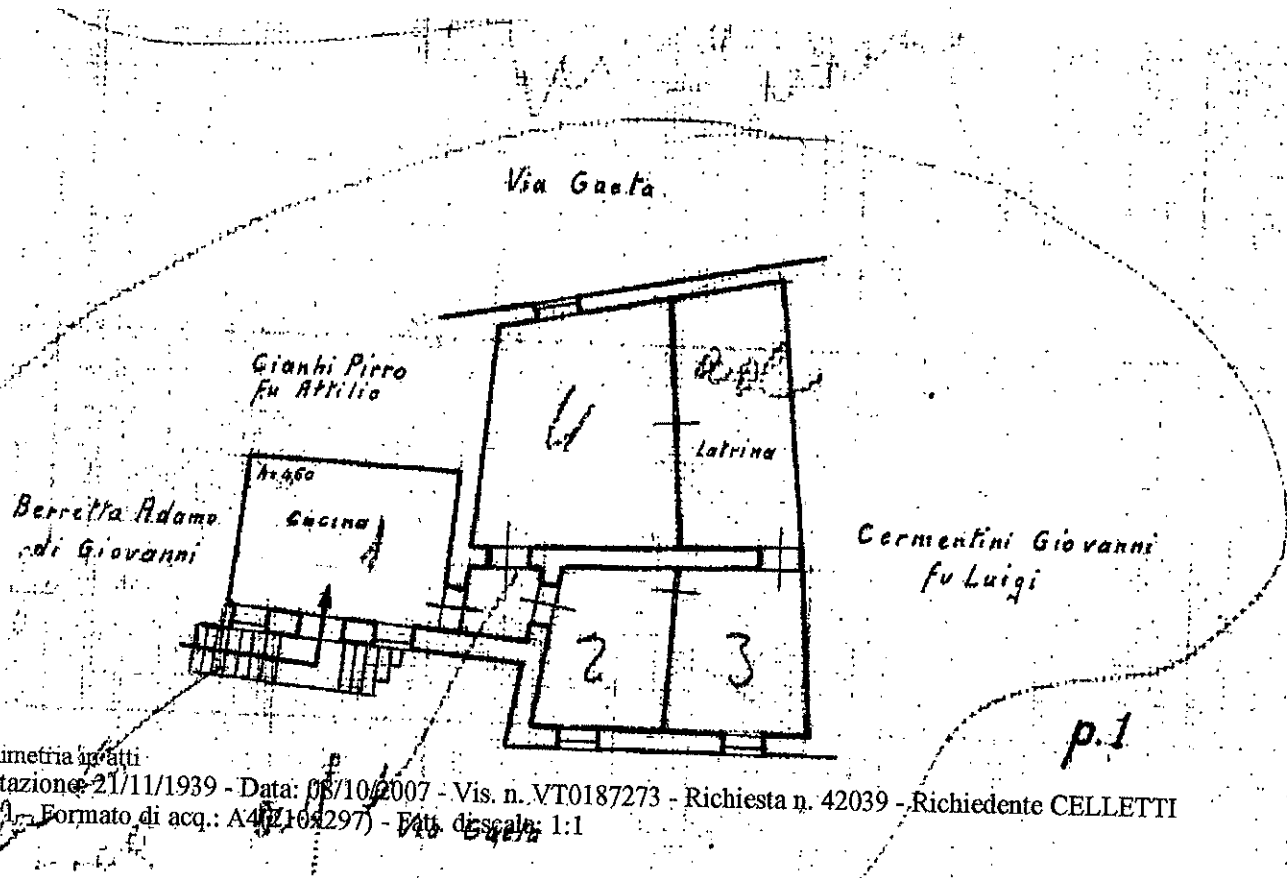 Via Gaeta
Gianni Pirro
fu Attilio
Latrina
A=4,60
Cucina
1
Berretta Adamo
di Giovanni
Cermentini Giovanni
fu Luigi
2
3
p.1
imetria in atti
tazione: 21/11/1939 - Data: 08/10/2007 - Vis. n. VT0187273 - Richiesta n. 42039 - Richiedente CELLETTI
- Formato di acq.: A4(210x297) - Fatt. di scala: 1:1
Via Gaeta